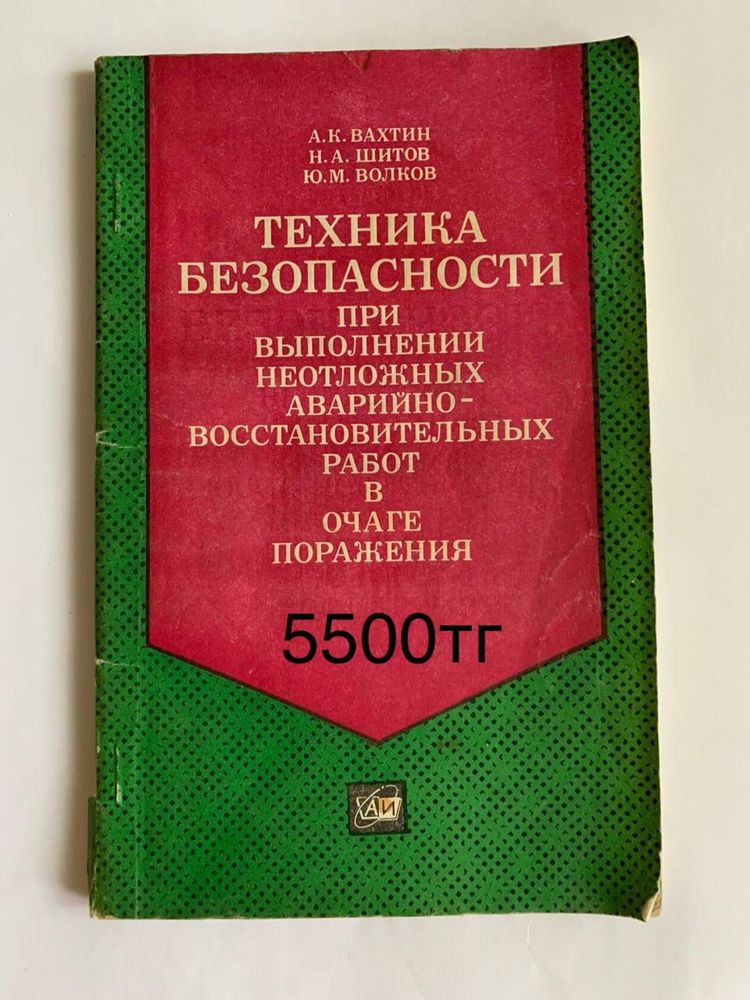 А.К. ВАХТИН
Н.А. ШИТОВ
Ю.М. ВОЛКОВ
ТЕХНИКА
БЕЗОПАСНОСТИ
ПРИ
ВЫПОЛНЕНИИ
НЕОТЛОЖНЫХ
АВАРИЙНО-
ВОССТАНОВИТЕЛЬНЫХ
РАБОТ
В
ОЧАГЕ
ПОРАЖЕНИЯ
5500тг
АИ